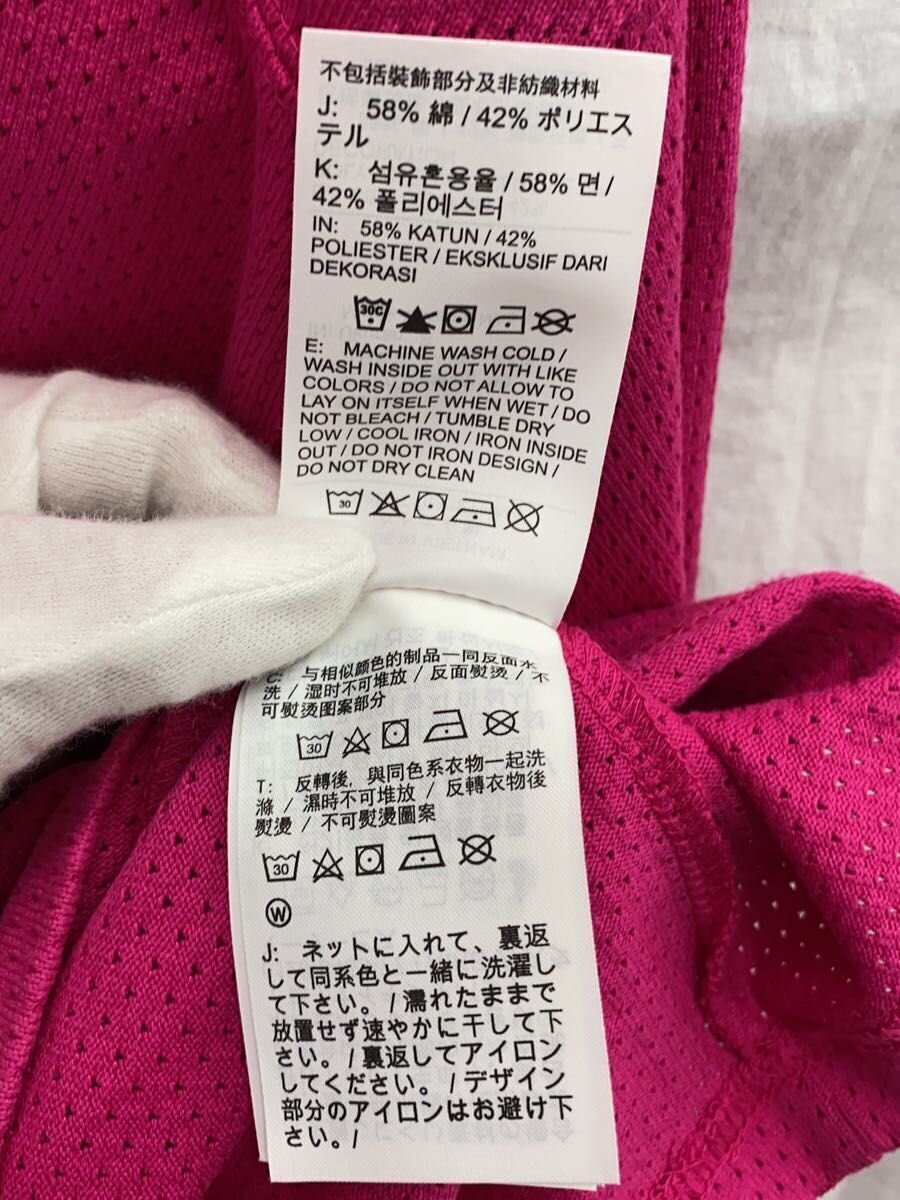 不包括裝飾部分及非紡織材料
J: 58% 綿 / 42% ポリエス
テル
K: 섬유혼용율 / 58% 면 /
42% 폴리에스터
IN: 58% KATUN / 42%
POLIESTER / EKSKLUSIF DARI
DEKORASI
30C
E: MACHINE WASH COLD /
WASH INSIDE OUT WITH LIKE
COLORS / DO NOT ALLOW TO
LAY ON ITSELF WHEN WET / DO
NOT BLEACH / TUMBLE DRY
LOW / COOL IRON / IRON INSIDE
OUT / DO NOT IRON DESIGN /
DO NOT DRY CLEAN
30
C: 与相似颜色的制品一同反面水
洗 / 湿时不可堆放 / 反面熨烫 / 不
可熨烫图案部分
30
T: 反轉後, 與同色系衣物一起洗
滌 / 濕時不可堆放 / 反轉衣物後
熨燙 / 不可熨燙圖案
30
W
J: ネットに入れて、裏返
して同系色と一緒に洗濯し
て下さい。/ 濡れたままで
放置せず速やかに干して下
さい。/ 裏返してアイロン
してください。/ デザイン
部分のアイロンはお避け下
さい。/